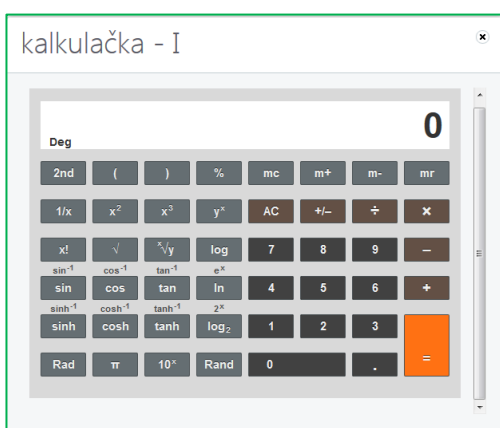 kalkulačka - I
0
Deg
2nd ( ) % mc m+ m- mr
1/x x² x³ yˣ AC +/– ÷ ×
x! √ ˣ√y log 7 8 9 –
sin⁻¹ cos⁻¹ tan⁻¹ eˣ
sin cos tan ln 4 5 6 +
sinh⁻¹ cosh⁻¹ tanh⁻¹ 2ˣ
sinh cosh tanh log₂ 1 2 3 =
Rad π 10ˣ Rand 0 .